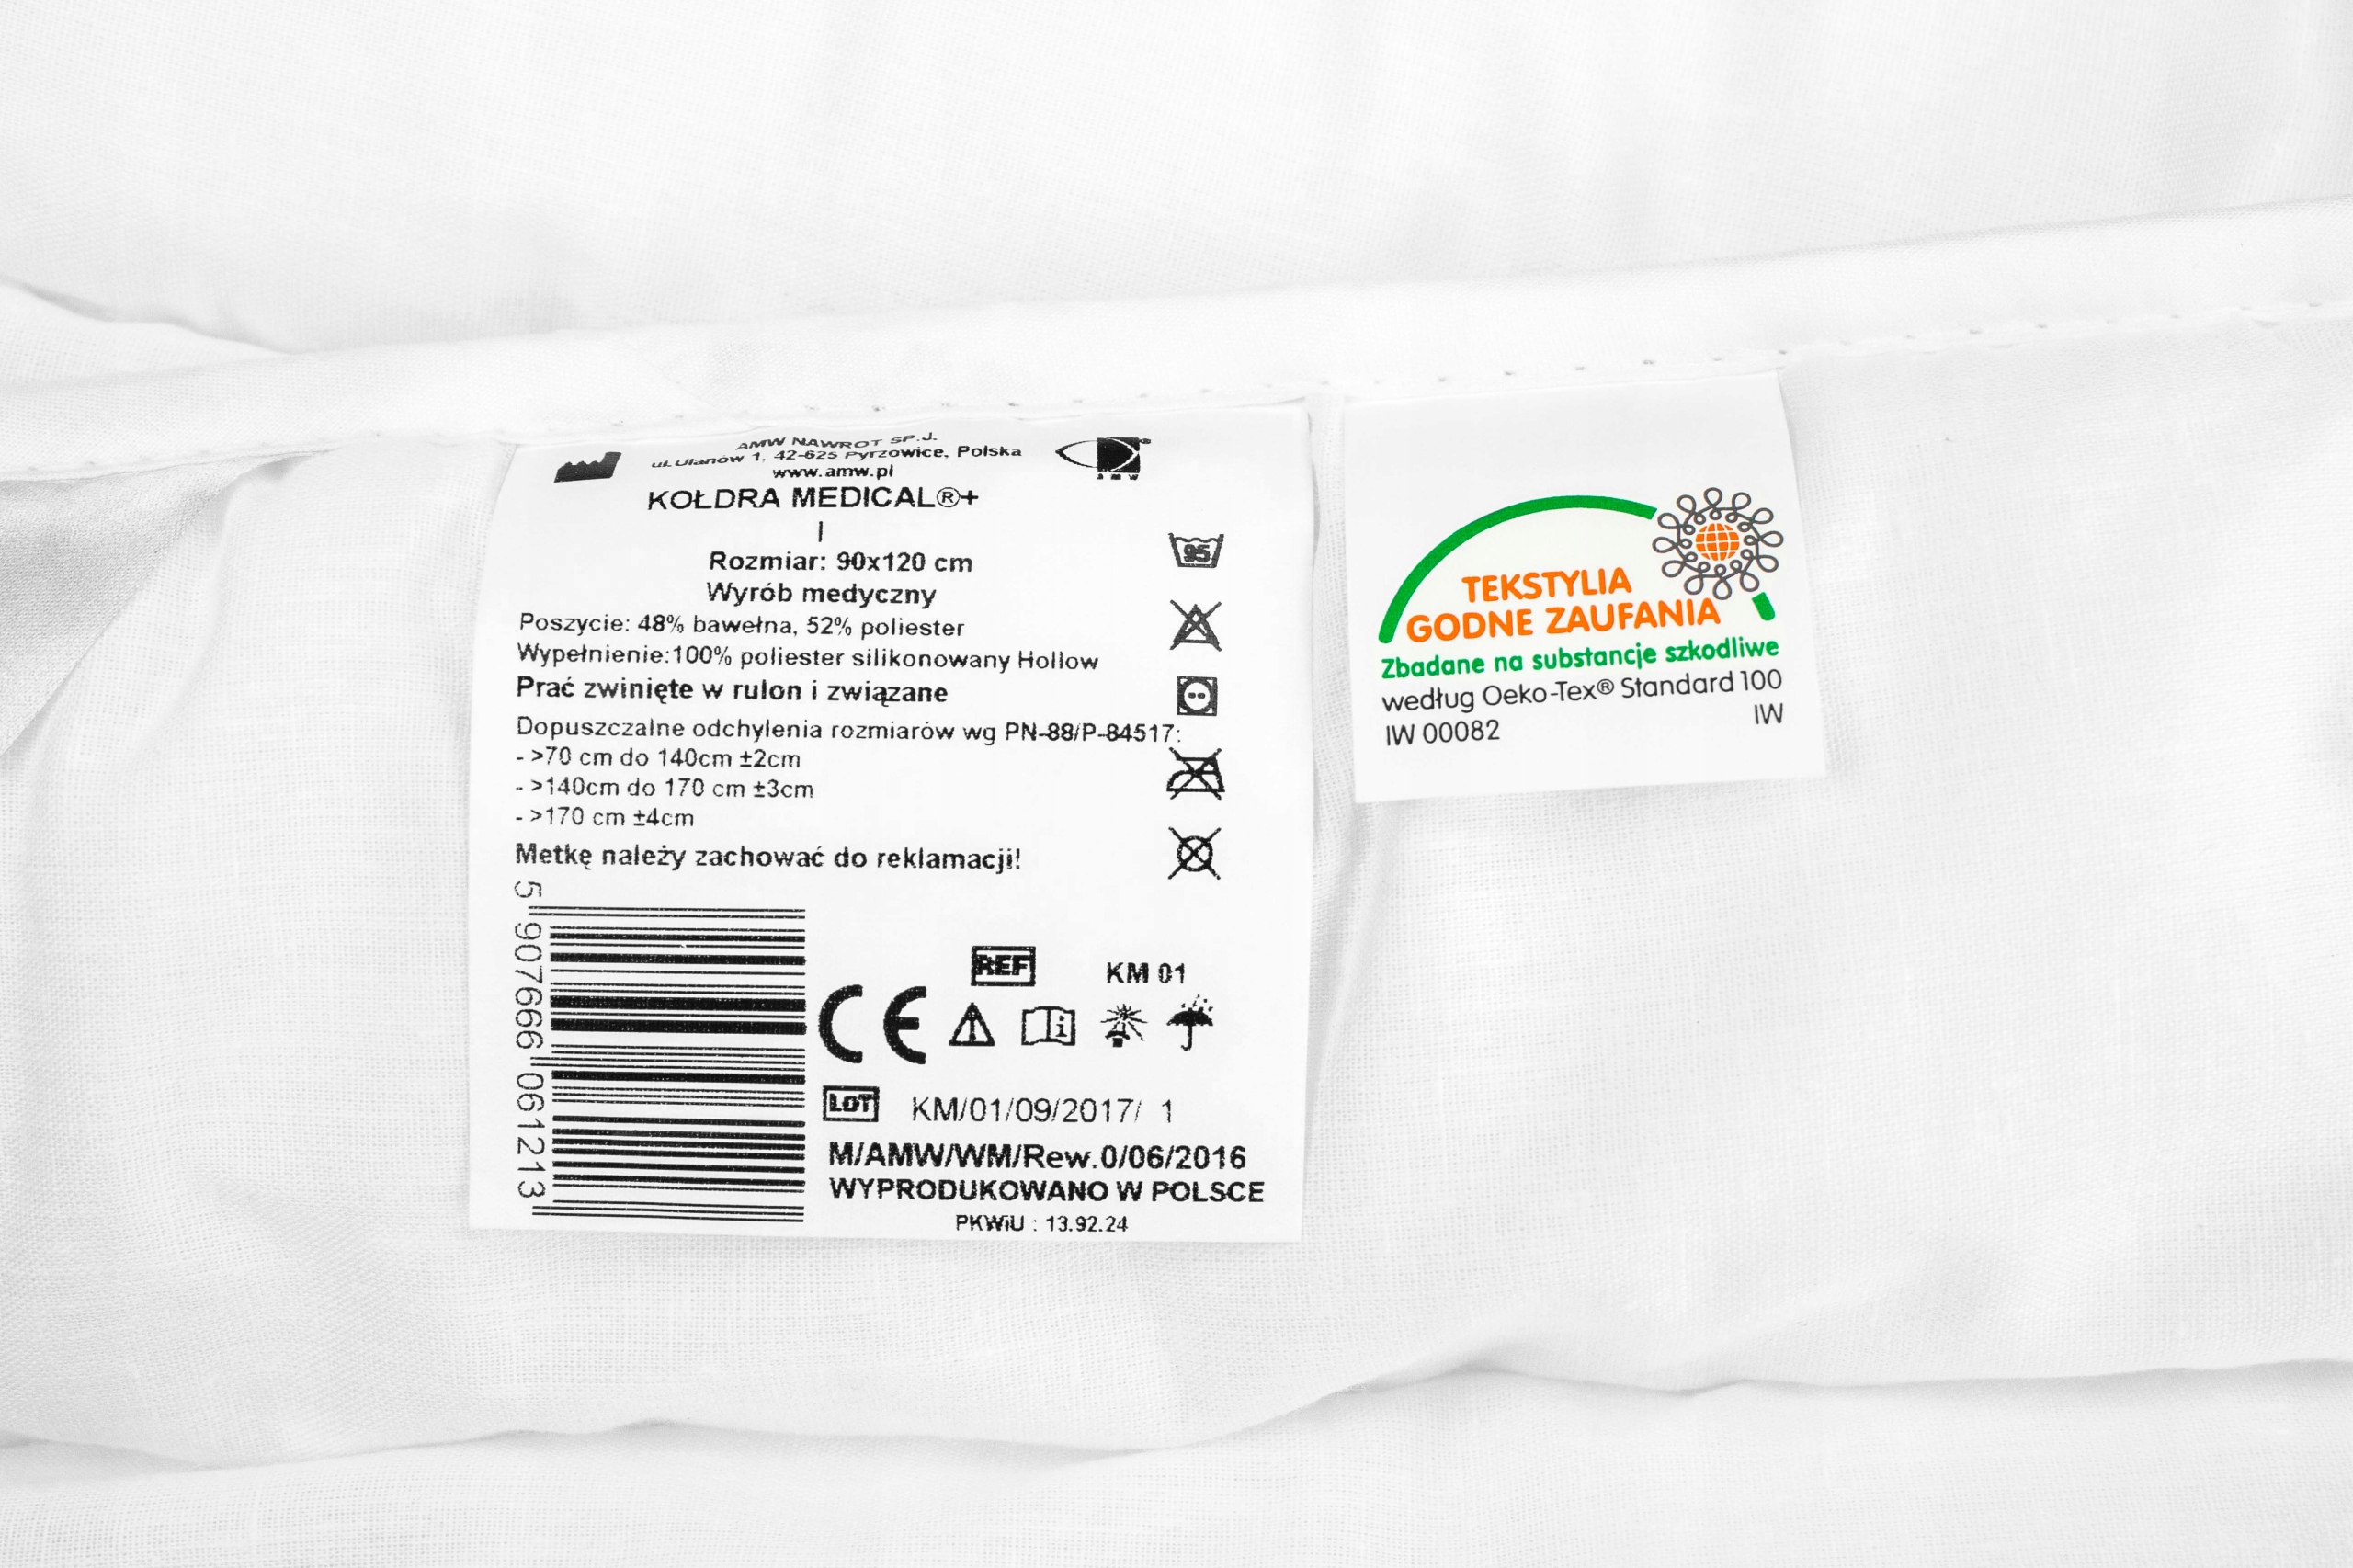 AMW NAWROT SP.J.
ul.Ulanów 1, 42-625 Pyrzowice, Polska
www.amw.pl
AMW
KOŁDRA MEDICAL®+
I
Rozmiar: 90x120 cm
Wyrób medyczny
Poszycie: 48% bawełna, 52% poliester
Wypełnienie:100% poliester silikonowany Hollow
Prać zwinięte w rulon i związane
Dopuszczalne odchylenia rozmiarów wg PN-88/P-84517:
- >70 cm do 140cm ±2cm
- >140cm do 170 cm ±3cm
- >170 cm ±4cm
Metkę należy zachować do reklamacji!
95
5 907666 061213
REF KM 01
CE
LOT KM/01/09/2017/ 1
M/AMW/WM/Rew.0/06/2016
WYPRODUKOWANO W POLSCE
PKWiU : 13.92.24
TEKSTYLIA
GODNE ZAUFANIA
Zbadane na substancje szkodliwe
według Oeko-Tex® Standard 100
IW 00082 IW